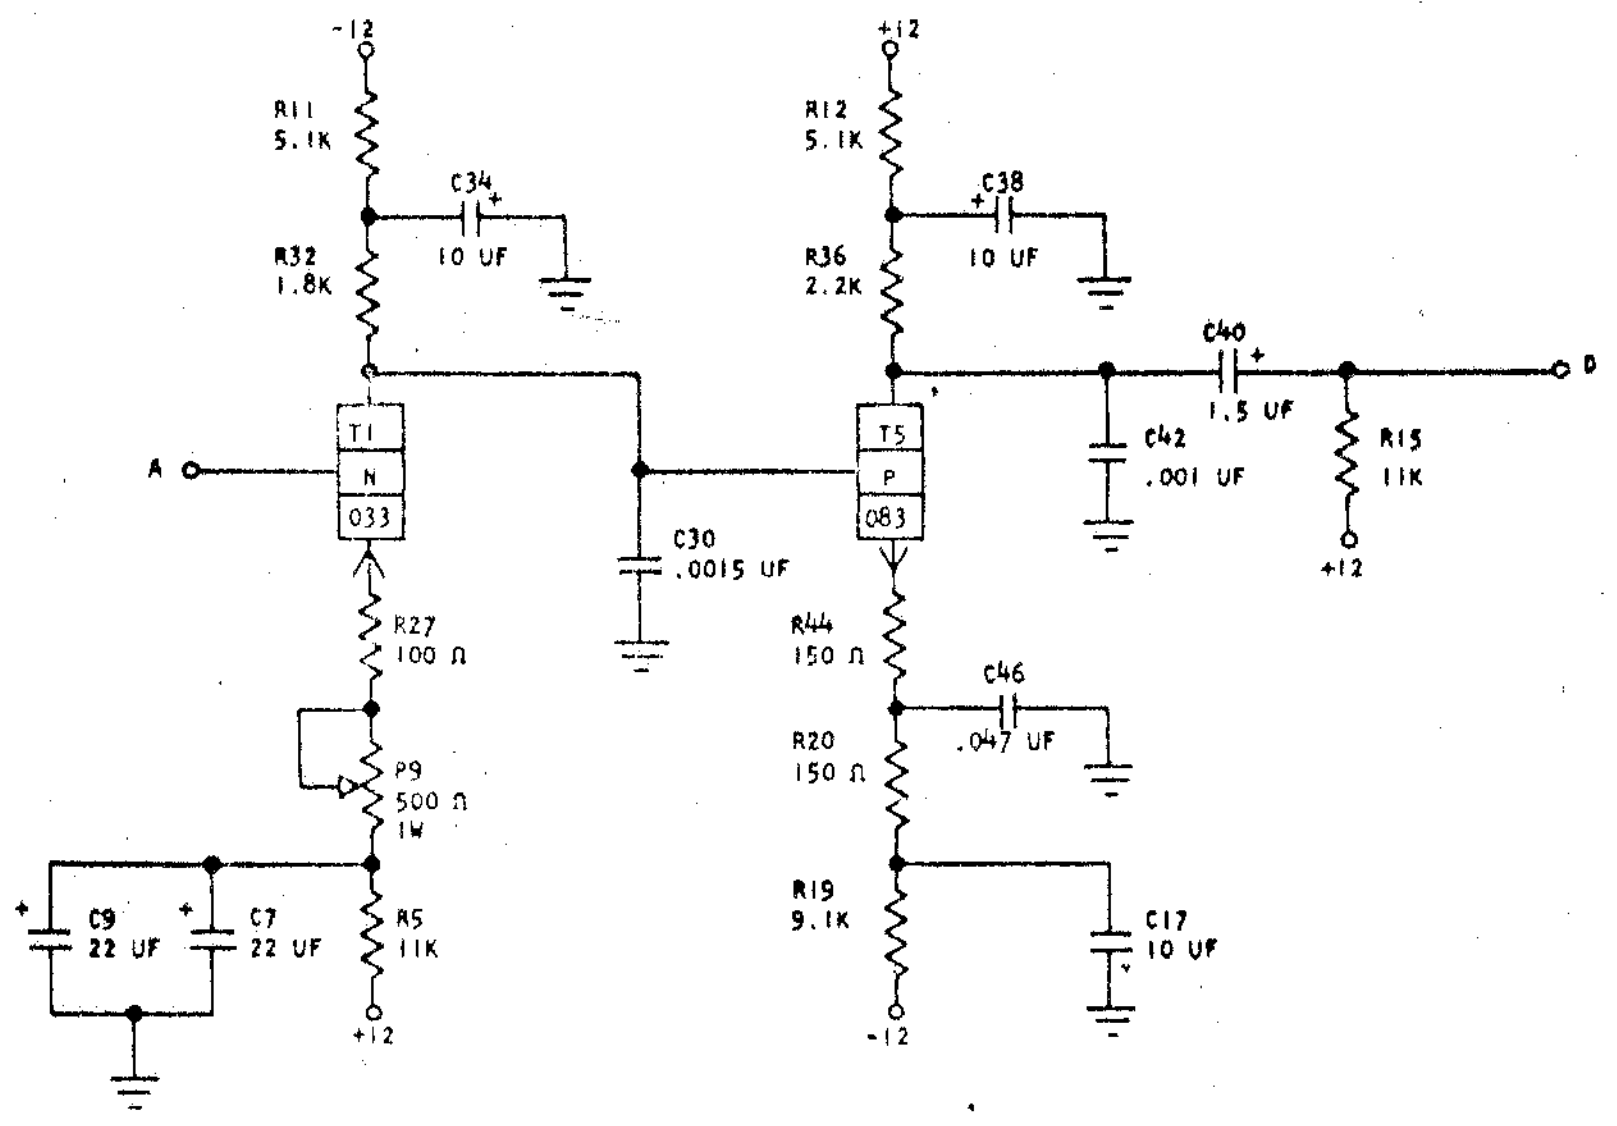 -12
R11
5.1K
C34
+
10 UF
R32
1.8K
T1
N
033
A
C30
.0015 UF
R27
100 Ω
P9
500 Ω
1W
+
C9
22 UF
+
C7
22 UF
R5
11K
+12
+12
R12
5.1K
+
C38
10 UF
R36
2.2K
T5
P
083
C40
+
1.5 UF
D
C42
.001 UF
R15
11K
+12
R44
150 Ω
C46
.047 UF
R20
150 Ω
R19
9.1K
C17
10 UF
+
-12